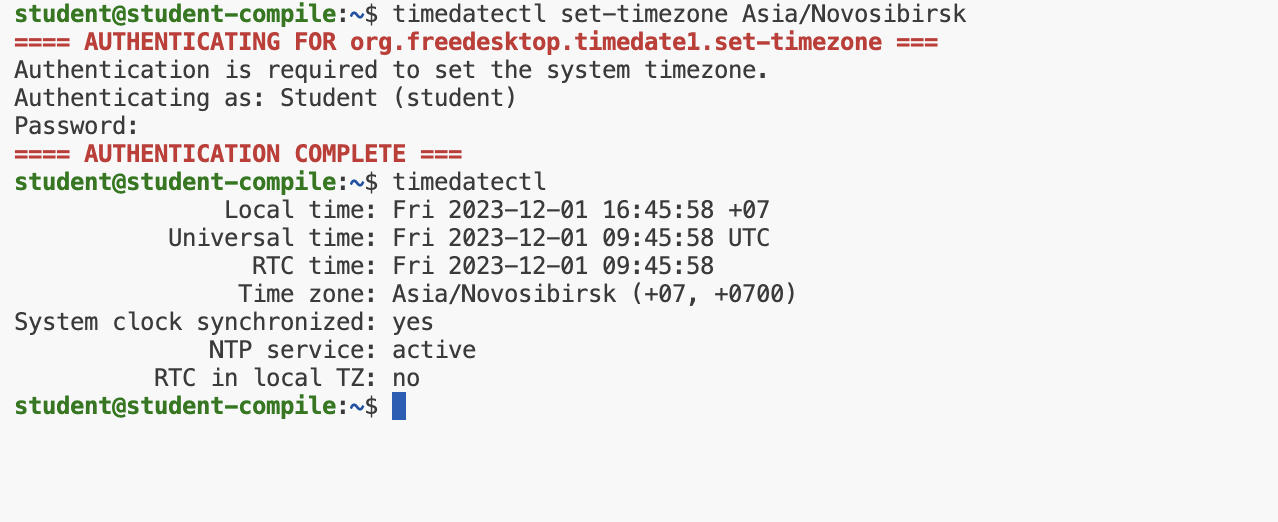 student@student-compile:~$ timedatectl set-timezone Asia/Novosibirsk
==== AUTHENTICATING FOR org.freedesktop.timedate1.set-timezone ===
Authentication is required to set the system timezone.
Authenticating as: Student (student)
Password:
==== AUTHENTICATION COMPLETE ===
student@student-compile:~$ timedatectl
Local time: Fri 2023-12-01 16:45:58 +07
Universal time: Fri 2023-12-01 09:45:58 UTC
RTC time: Fri 2023-12-01 09:45:58
Time zone: Asia/Novosibirsk (+07, +0700)
System clock synchronized: yes
NTP service: active
RTC in local TZ: no
student@student-compile:~$